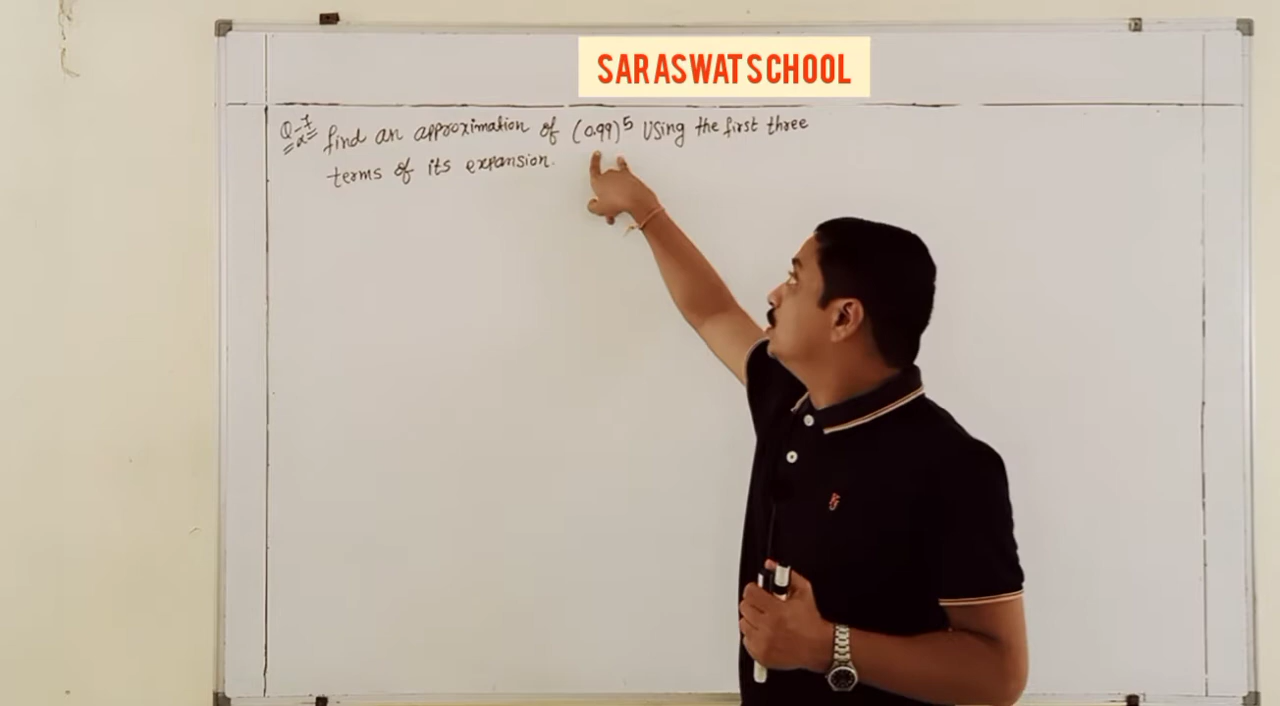 SARASWAT SCHOOL
Q-7 find an approximation of (0.99)⁵ Using the first three
terms of its expansion.